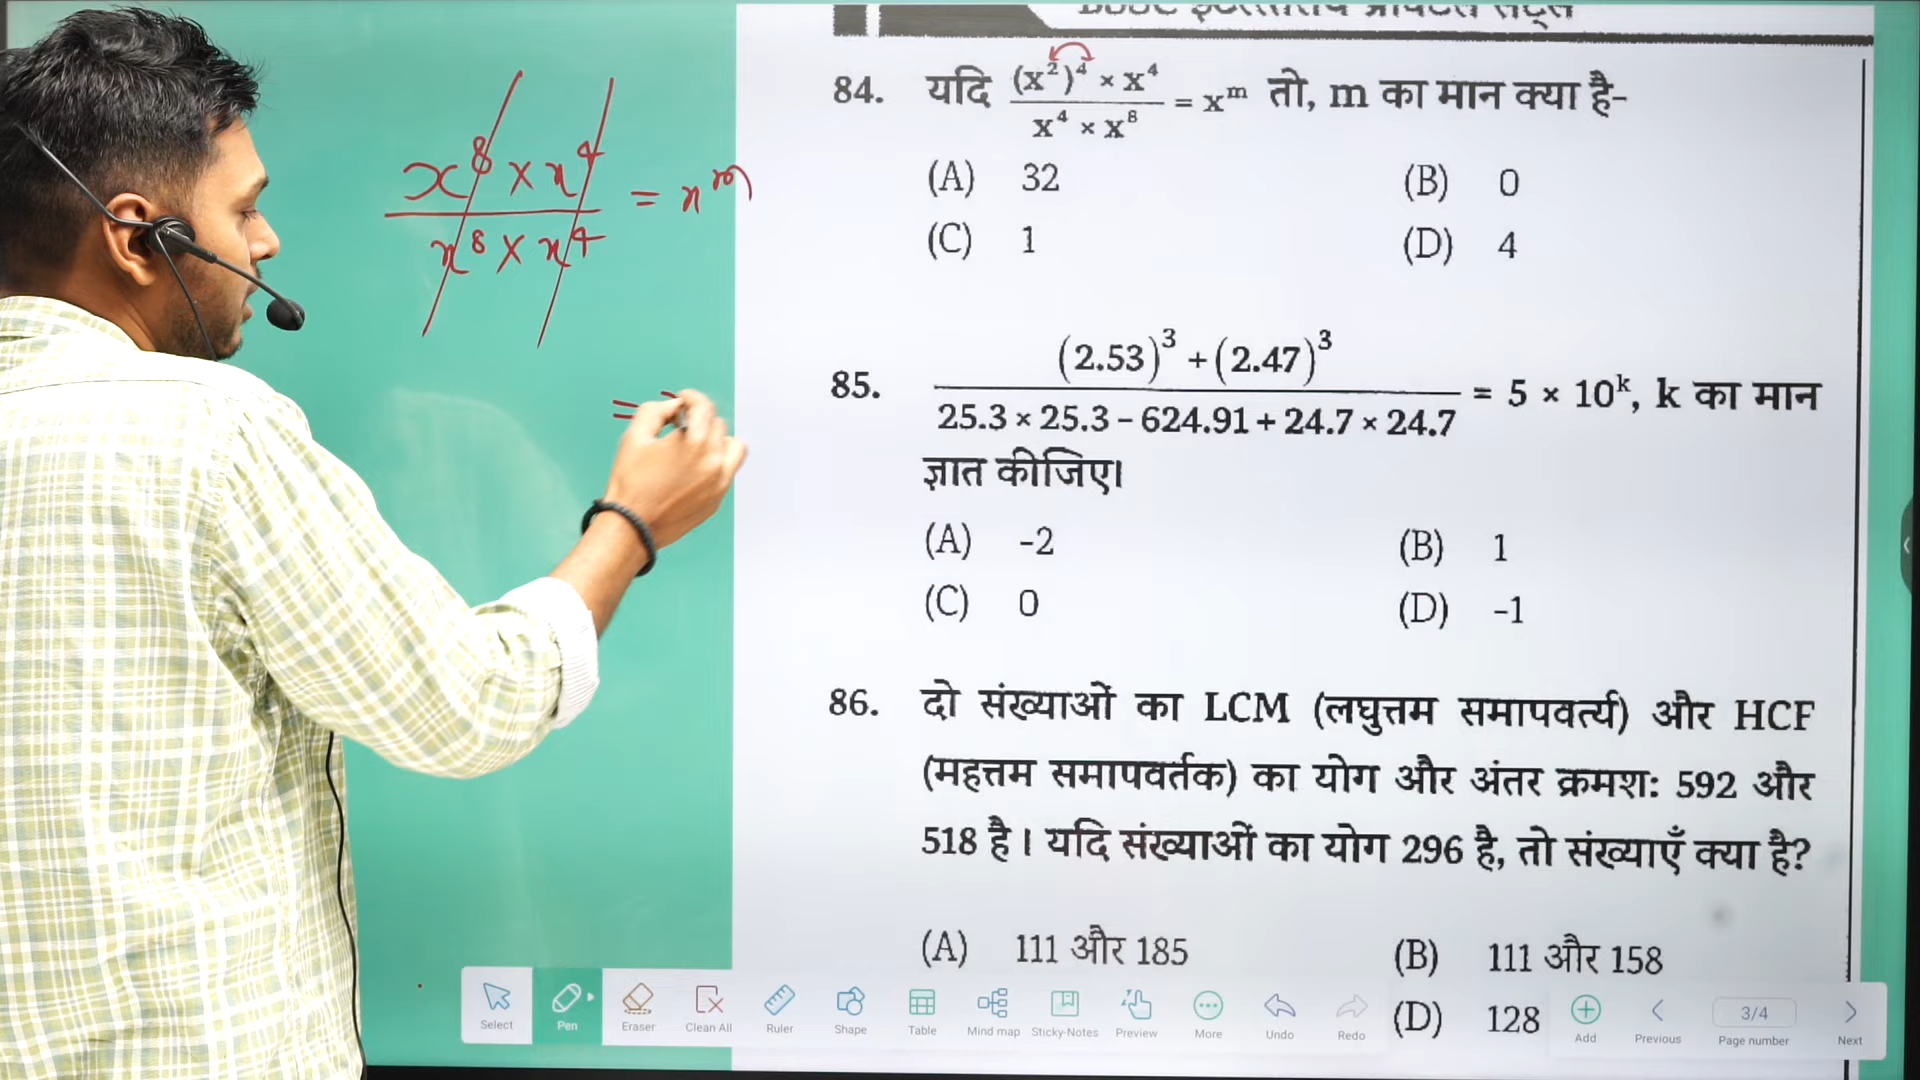 84. यदि (x²)⁴ × x⁴ / x⁴ × x⁸ = xᵐ तो, m का मान क्या है-
(A) 32 (B) 0
(C) 1 (D) 4
85. (2.53)³ + (2.47)³ / 25.3 × 25.3 – 624.91 + 24.7 × 24.7 = 5 × 10ᵏ, k का मान
ज्ञात कीजिए।
(A) -2 (B) 1
(C) 0 (D) -1
86. दो संख्याओं का LCM (लघुत्तम समापवर्त्य) और HCF
(महत्तम समापवर्तक) का योग और अंतर क्रमश: 592 और
518 है। यदि संख्याओं का योग 296 है, तो संख्याएँ क्या है?
(A) 111 और 185 (B) 111 और 158
(D) 128
x⁸ × x⁴ / x⁸ × x⁴ = xᵐ
=
Select Pen Eraser Clean All Ruler Shape Table Mind map Sticky-Notes Preview More Undo Redo Add Previous 3/4 Page number Next